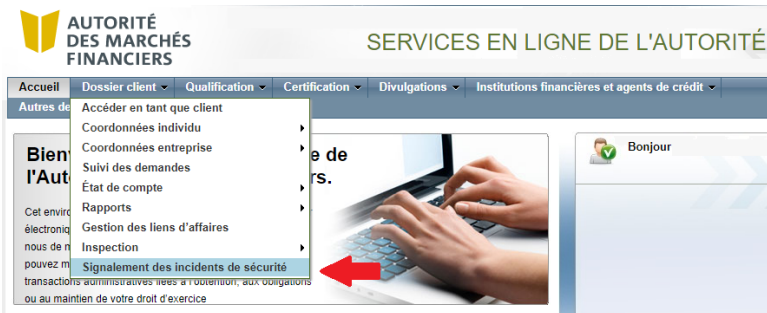 AUTORITÉ
DES MARCHÉS
FINANCIERS
SERVICES EN LIGNE DE L'AUTORITÉ
Accueil Dossier client Qualification Certification Divulgations Institutions financières et agents de crédit
Autres de
Accéder en tant que client
Coordonnées individu
Coordonnées entreprise
Suivi des demandes
État de compte
Rapports
Gestion des liens d'affaires
Inspection
Signalement des incidents de sécurité
Bien e de
l'Aut rs.
Cet enviro
électroniq
nous de m
pouvez m
transactions administratives liées à l'obtention, aux obligations
ou au maintien de votre droit d'exercice
Bonjour